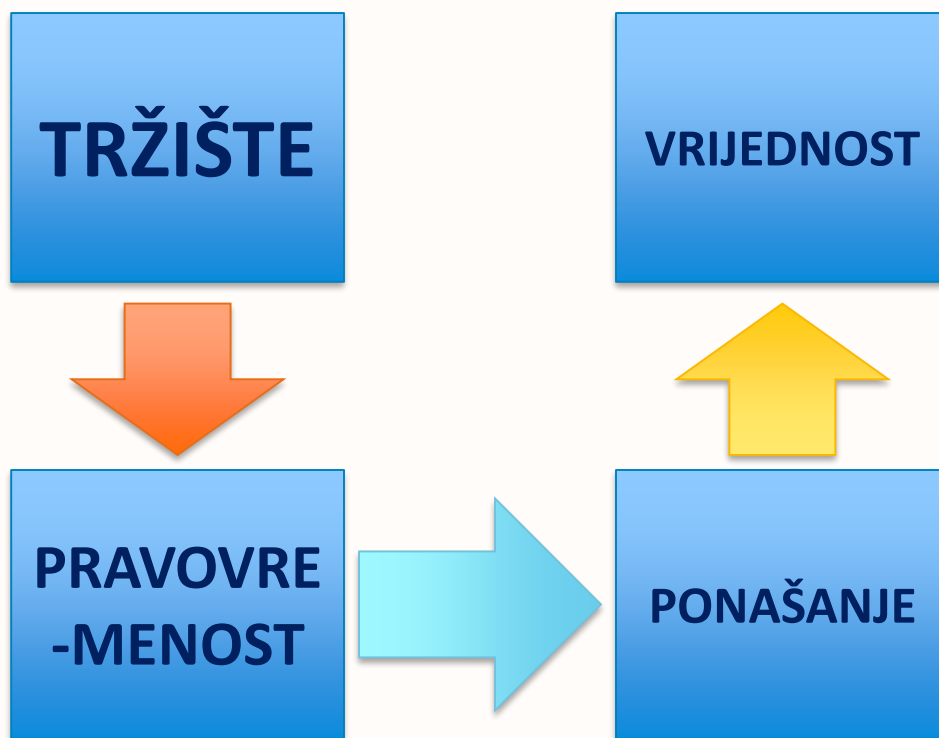 TRŽIŠTE
VRIJEDNOST
PRAVOVRE
-MENOST
PONAŠANJE